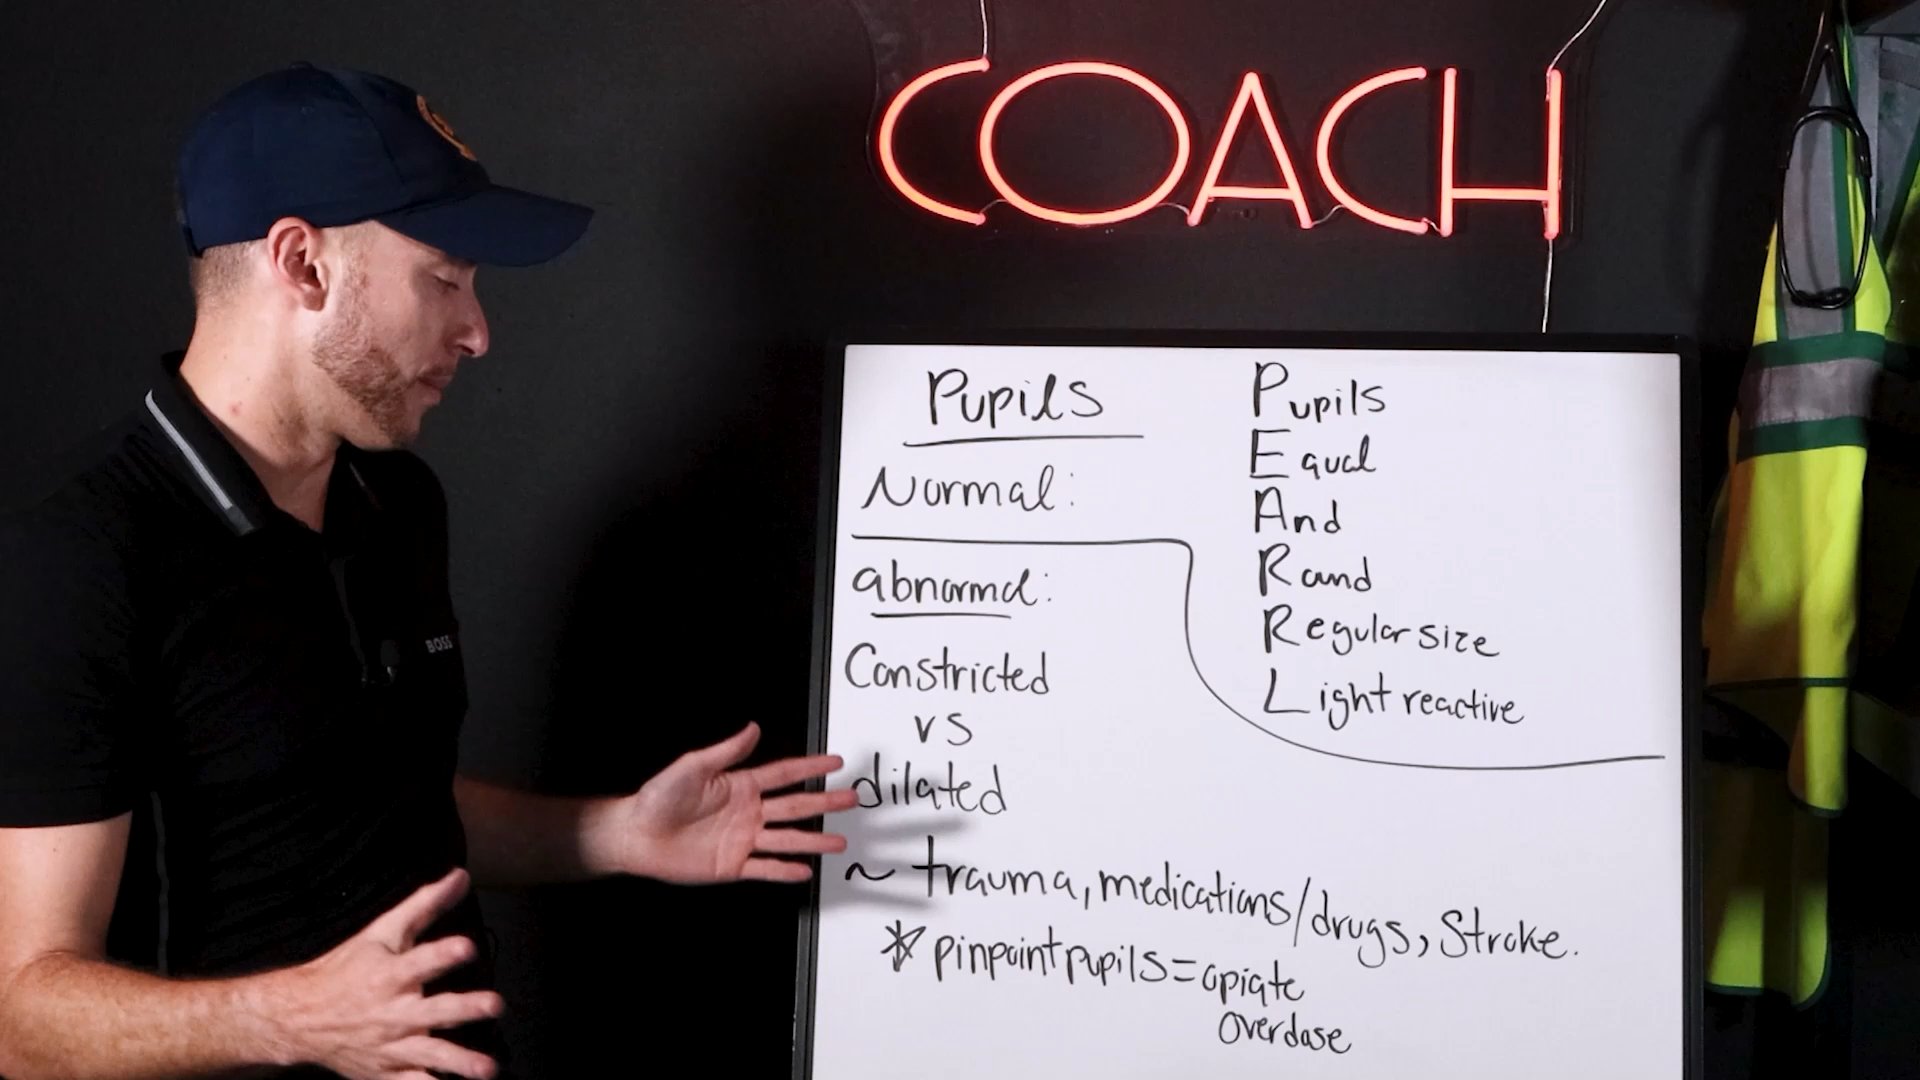 COACH
Pupils
Normal:
Pupils
Equal
And
Round
Regular size
Light reactive
abnormal:
Constricted
vs
dilated
~ trauma, medications/drugs, Stroke.
* pinpoint pupils = opiate
overdose
BOSS